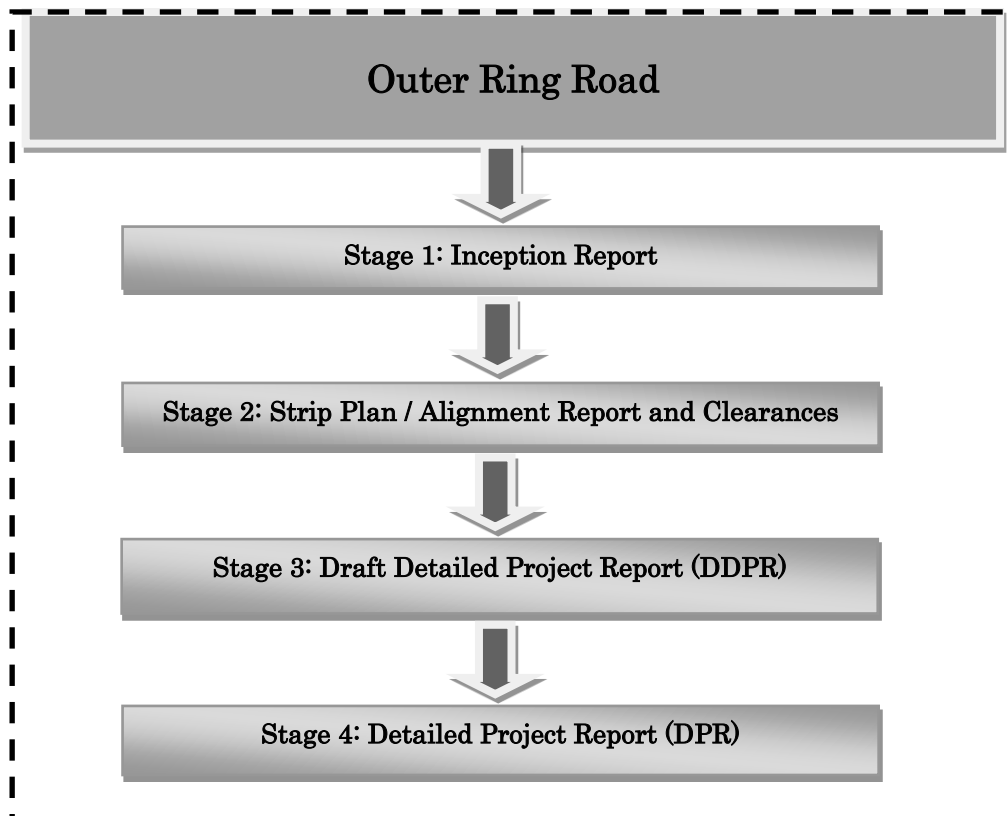 Outer Ring Road
Stage 1: Inception Report
Stage 2: Strip Plan / Alignment Report and Clearances
Stage 3: Draft Detailed Project Report (DDPR)
Stage 4: Detailed Project Report (DPR)